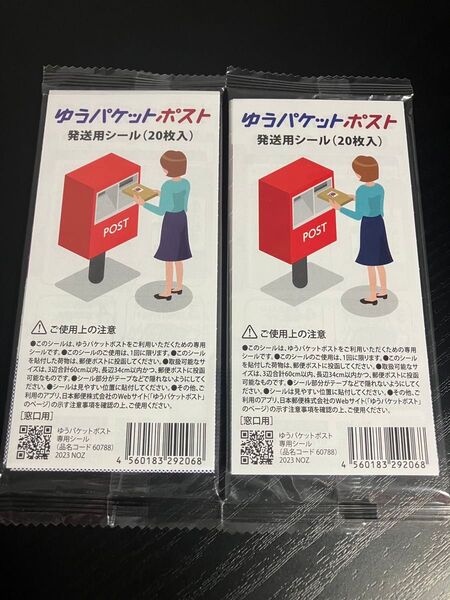 ゆうパケットポスト
発送用シール（20枚入）
POST
ご使用上の注意
●このシールは、ゆうパケットポストをご利用いただくための専用
シールです。●このシールのご使用は、1回に限ります。●このシール
を貼付した荷物は、郵便ポストに投函してください。●取扱可能なサ
イズは、3辺合計60cm以内、長辺34cm以内かつ、郵便ポストに投函
可能なものです。●シール部分がテープなどで隠れないようにしてく
ださい。●シールは見やすい位置に貼付してください。●その他、ご
利用のアプリ、日本郵便株式会社のWebサイト「ゆうパケットポスト」
のページの示す注意事項を確認の上、ご使用ください。
[窓口用]
ゆうパケットポスト
専用シール
（品名コード 60788）
2023 NOZ
4 560183 292068
ゆうパケットポスト
発送用シール（20枚入）
POST
ご使用上の注意
●このシールは、ゆうパケットポストをご利用いただくための専用
シールです。●このシールのご使用は、1回に限ります。●このシール
を貼付した荷物は、郵便ポストに投函してください。●取扱可能なサ
イズは、3辺合計60cm以内、長辺34cm以内かつ、郵便ポストに投函
可能なものです。●シール部分がテープなどで隠れないようにしてく
ださい。●シールは見やすい位置に貼付してください。●その他、ご
利用のアプリ、日本郵便株式会社のWebサイト「ゆうパケットポスト」
のページの示す注意事項を確認の上、ご使用ください。
[窓口用]
ゆうパケットポスト
専用シール
（品名コード 60788）
2023 NOZ
4 560183 292068